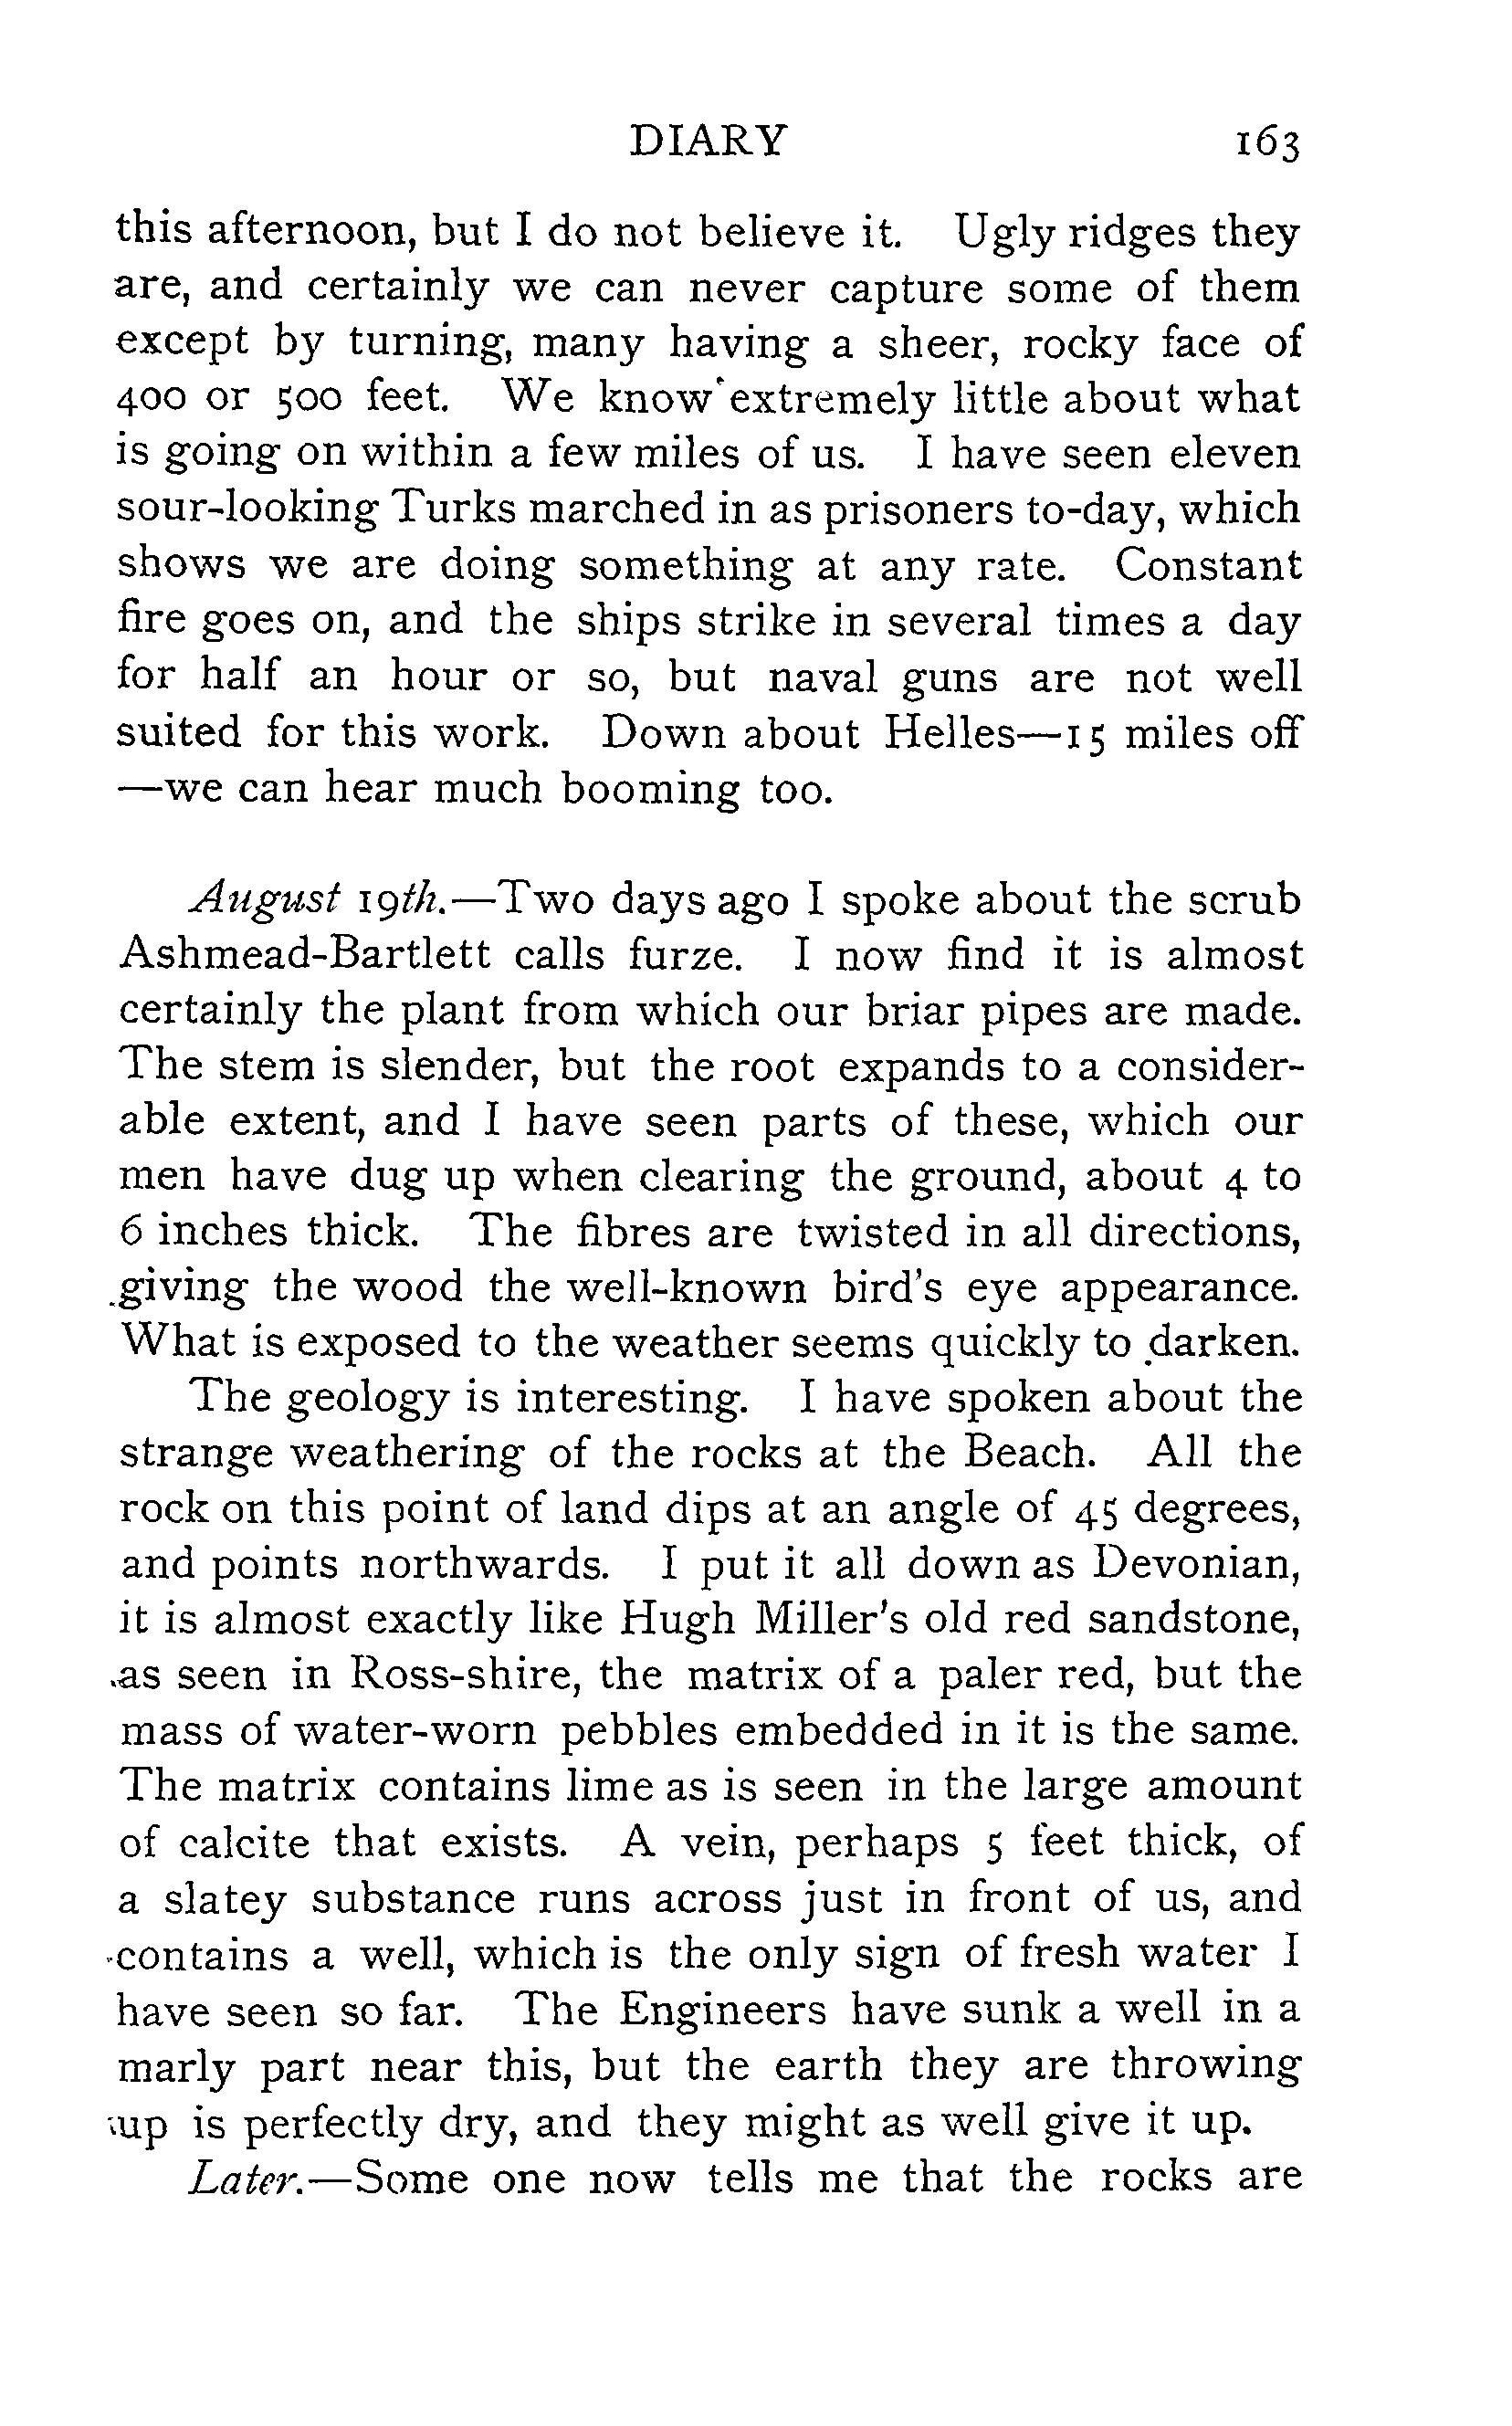 DIARY 163
this afternoon, but I do not believe it. Ugly ridges they
are, and certainly we can never capture some of them
except by turning, many having a sheer, rocky face of
400 or 500 feet. We know extremely little about what
is going on within a few miles of us. I have seen eleven
sour-looking Turks marched in as prisoners to-day, which
shows we are doing something at any rate. Constant
fire goes on, and the ships strike in several times a day
for half an hour or so, but naval guns are not well
suited for this work. Down about Helles—15 miles off
—we can hear much booming too.
August 19th.—Two days ago I spoke about the scrub
Ashmead-Bartlett calls furze. I now find it is almost
certainly the plant from which our briar pipes are made.
The stem is slender, but the root expands to a consider-
able extent, and I have seen parts of these, which our
men have dug up when clearing the ground, about 4 to
6 inches thick. The fibres are twisted in all directions,
giving the wood the well-known bird's eye appearance.
What is exposed to the weather seems quickly to darken.
The geology is interesting. I have spoken about the
strange weathering of the rocks at the Beach. All the
rock on this point of land dips at an angle of 45 degrees,
and points northwards. I put it all down as Devonian,
it is almost exactly like Hugh Miller's old red sandstone,
as seen in Ross-shire, the matrix of a paler red, but the
mass of water-worn pebbles embedded in it is the same.
The matrix contains lime as is seen in the large amount
of calcite that exists. A vein, perhaps 5 feet thick, of
a slatey substance runs across just in front of us, and
contains a well, which is the only sign of fresh water I
have seen so far. The Engineers have sunk a well in a
marly part near this, but the earth they are throwing
up is perfectly dry, and they might as well give it up.
Later.—Some one now tells me that the rocks are